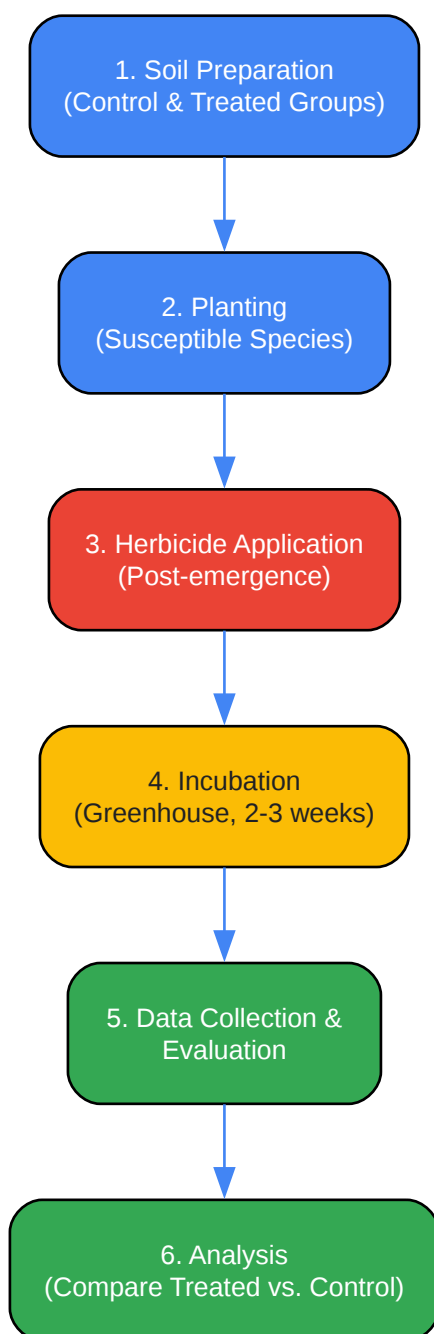 1. Soil Preparation
(Control & Treated Groups)
2. Planting
(Susceptible Species)
3. Herbicide Application
(Post-emergence)
4. Incubation
(Greenhouse, 2-3 weeks)
5. Data Collection &
Evaluation
6. Analysis
(Compare Treated vs. Control)